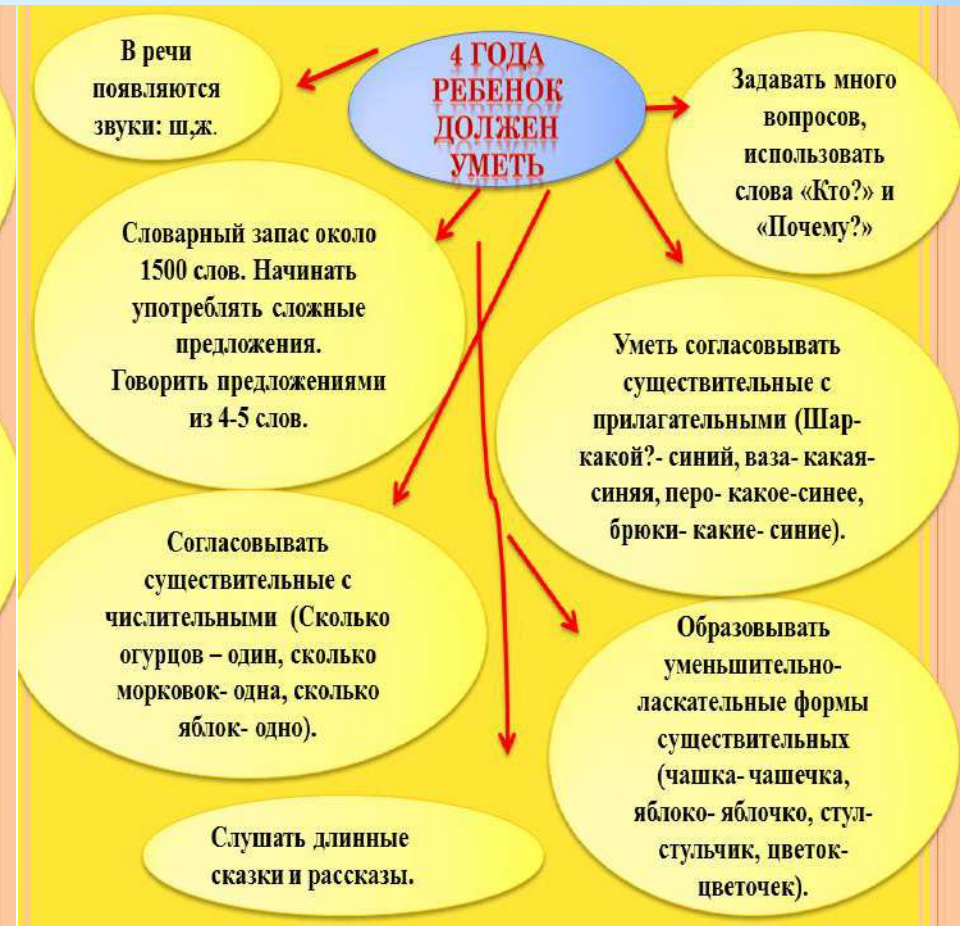 4 ГОДА
РЕБЕНОК
ДОЛЖЕН
УМЕТЬ
В речи
появляются
звуки: ш,ж.
Задавать много
вопросов,
использовать
слова «Кто?» и
«Почему?»
Словарный запас около
1500 слов. Начинать
употреблять сложные
предложения.
Говорить предложениями
из 4-5 слов.
Уметь согласовывать
существительные с
прилагательными (Шар-
какой?- синий, ваза- какая-
синяя, перо- какое-синее,
брюки- какие- синие).
Согласовывать
существительные с
числительными (Сколько
огурцов – один, сколько
морковок- одна, сколько
яблок- одно).
Образовывать
уменьшительно-
ласкательные формы
существительных
(чашка- чашечка,
яблоко- яблочко, стул-
стульчик, цветок-
цветочек).
Слушать длинные
сказки и рассказы.